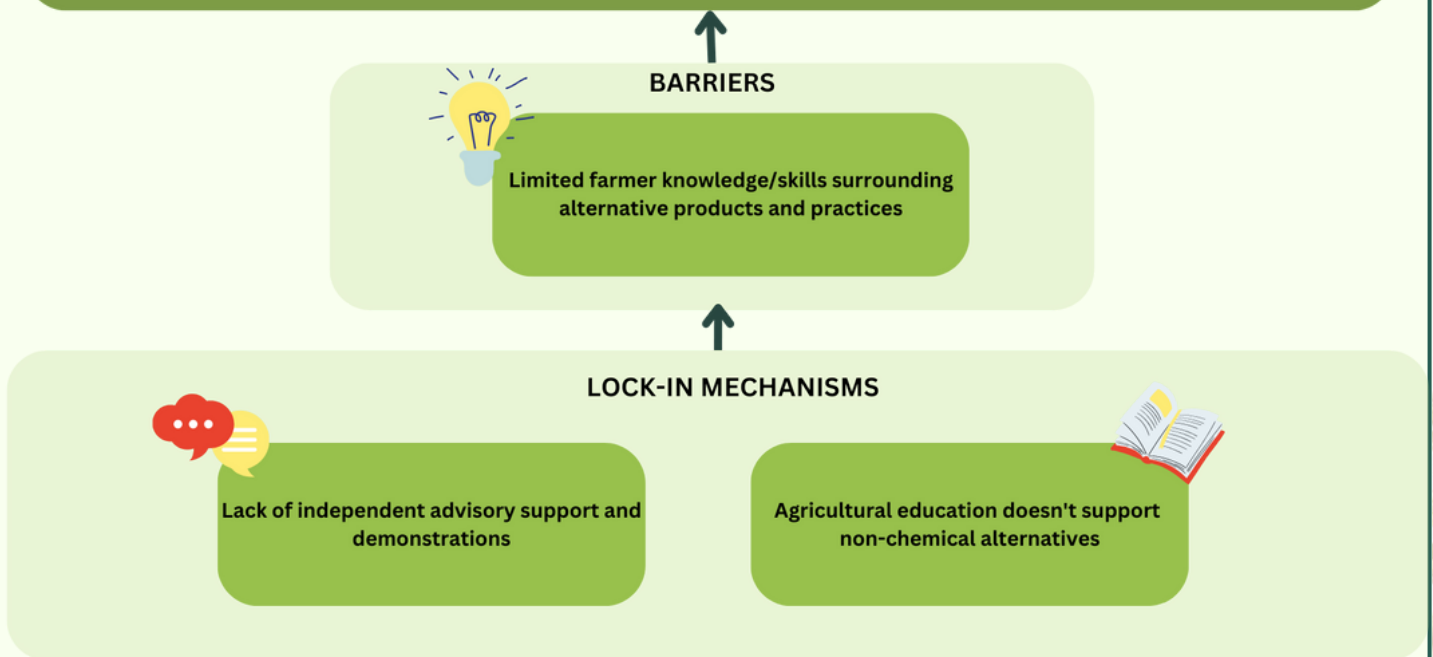 BARRIERS
Limited farmer knowledge/skills surrounding
alternative products and practices
LOCK-IN MECHANISMS
Lack of independent advisory support and
demonstrations
Agricultural education doesn't support
non-chemical alternatives